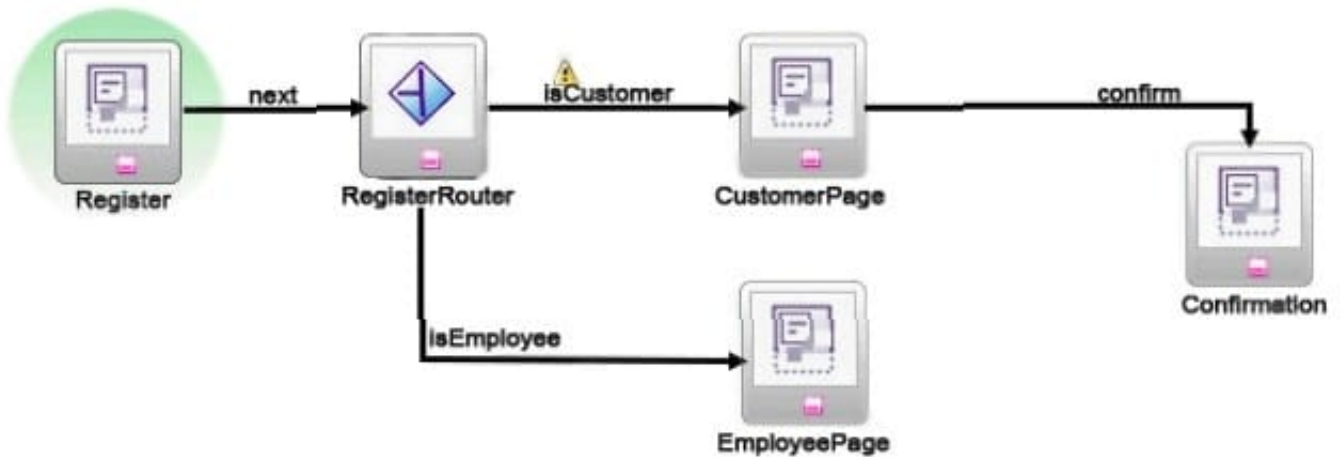 next
isCustomer
confirm
Register
RegisterRouter
CustomerPage
Confirmation
isEmployee
EmployeePage